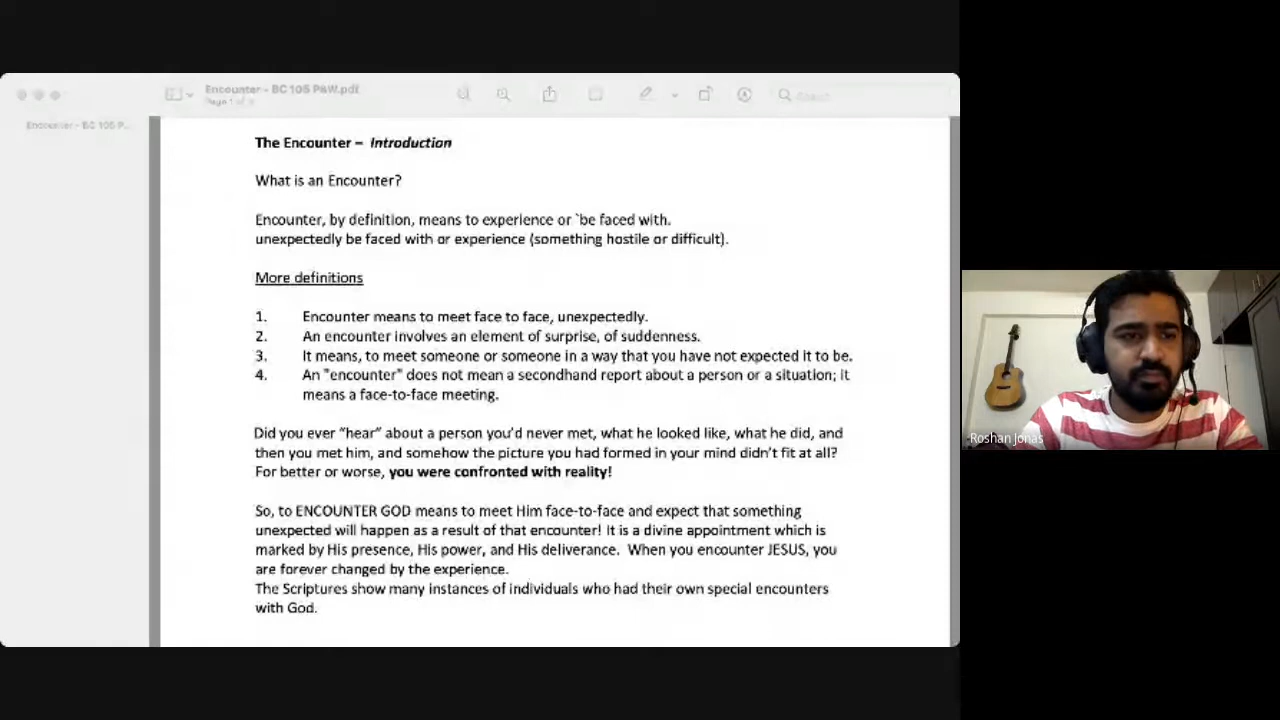 Encounter - BC 105 P&W.pdf
Search
Encounter - BC 105 P...
The Encounter – Introduction
What is an Encounter?
Encounter, by definition, means to experience or `be faced with.
unexpectedly be faced with or experience (something hostile or difficult).
More definitions
1. Encounter means to meet face to face, unexpectedly.
2. An encounter involves an element of surprise, of suddenness.
3. It means, to meet someone or someone in a way that you have not expected it to be.
4. An "encounter" does not mean a secondhand report about a person or a situation; it
means a face-to-face meeting.
Did you ever “hear” about a person you’d never met, what he looked like, what he did, and
then you met him, and somehow the picture you had formed in your mind didn’t fit at all?
For better or worse, you were confronted with reality!
So, to ENCOUNTER GOD means to meet Him face-to-face and expect that something
unexpected will happen as a result of that encounter! It is a divine appointment which is
marked by His presence, His power, and His deliverance. When you encounter JESUS, you
are forever changed by the experience.
The Scriptures show many instances of individuals who had their own special encounters
with God.
Roshan Jonas